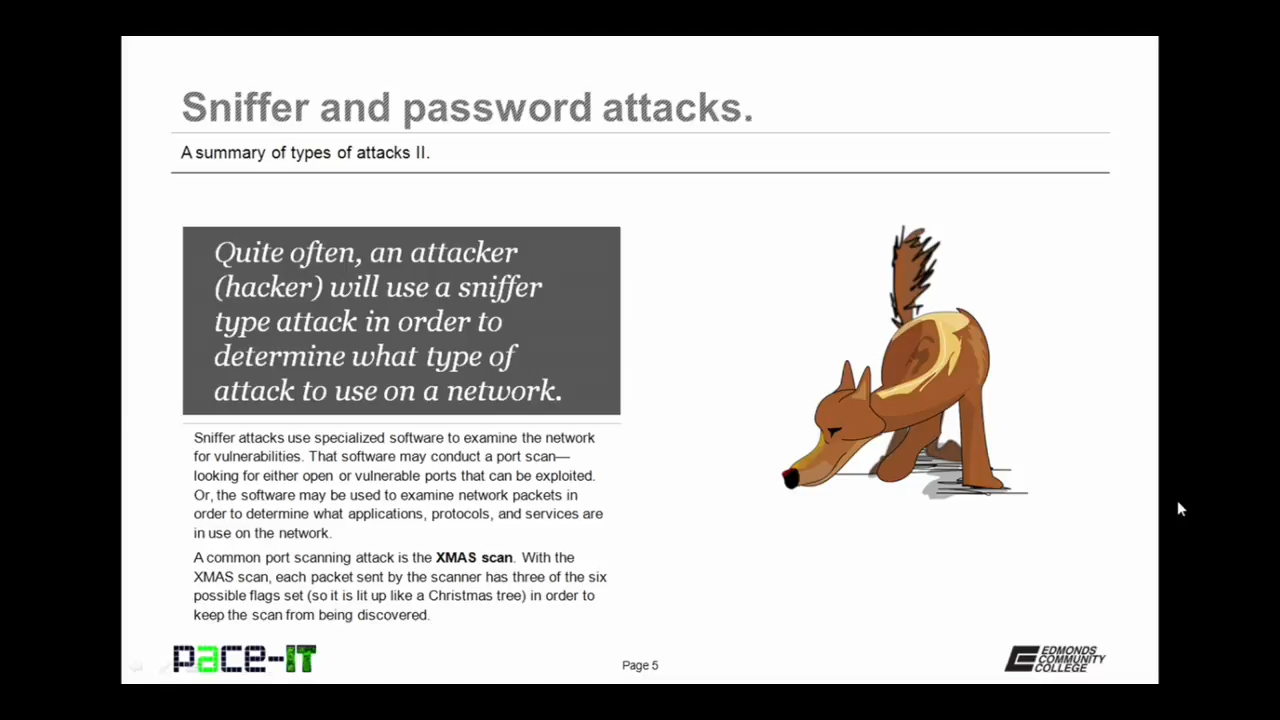 Sniffer and password attacks.
A summary of types of attacks II.
Quite often, an attacker
(hacker) will use a sniffer
type attack in order to
determine what type of
attack to use on a network.
Sniffer attacks use specialized software to examine the network
for vulnerabilities. That software may conduct a port scan—
looking for either open or vulnerable ports that can be exploited.
Or, the software may be used to examine network packets in
order to determine what applications, protocols, and services are
in use on the network.
A common port scanning attack is the XMAS scan. With the
XMAS scan, each packet sent by the scanner has three of the six
possible flags set (so it is lit up like a Christmas tree) in order to
keep the scan from being discovered.
pace-IT
Page 5
EDMONDS
COMMUNITY
COLLEGE